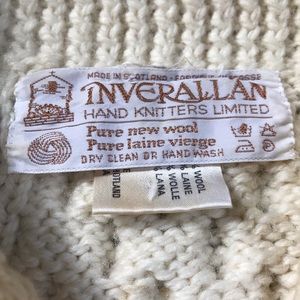 MADE IN SCOTLAND
INVERALLAN
HAND KNITTERS LIMITED
Pure new wool
Pure laine vierge
DRY CLEAN OR HAND WASH
WOOL
LAINE
WOLLE
LANA